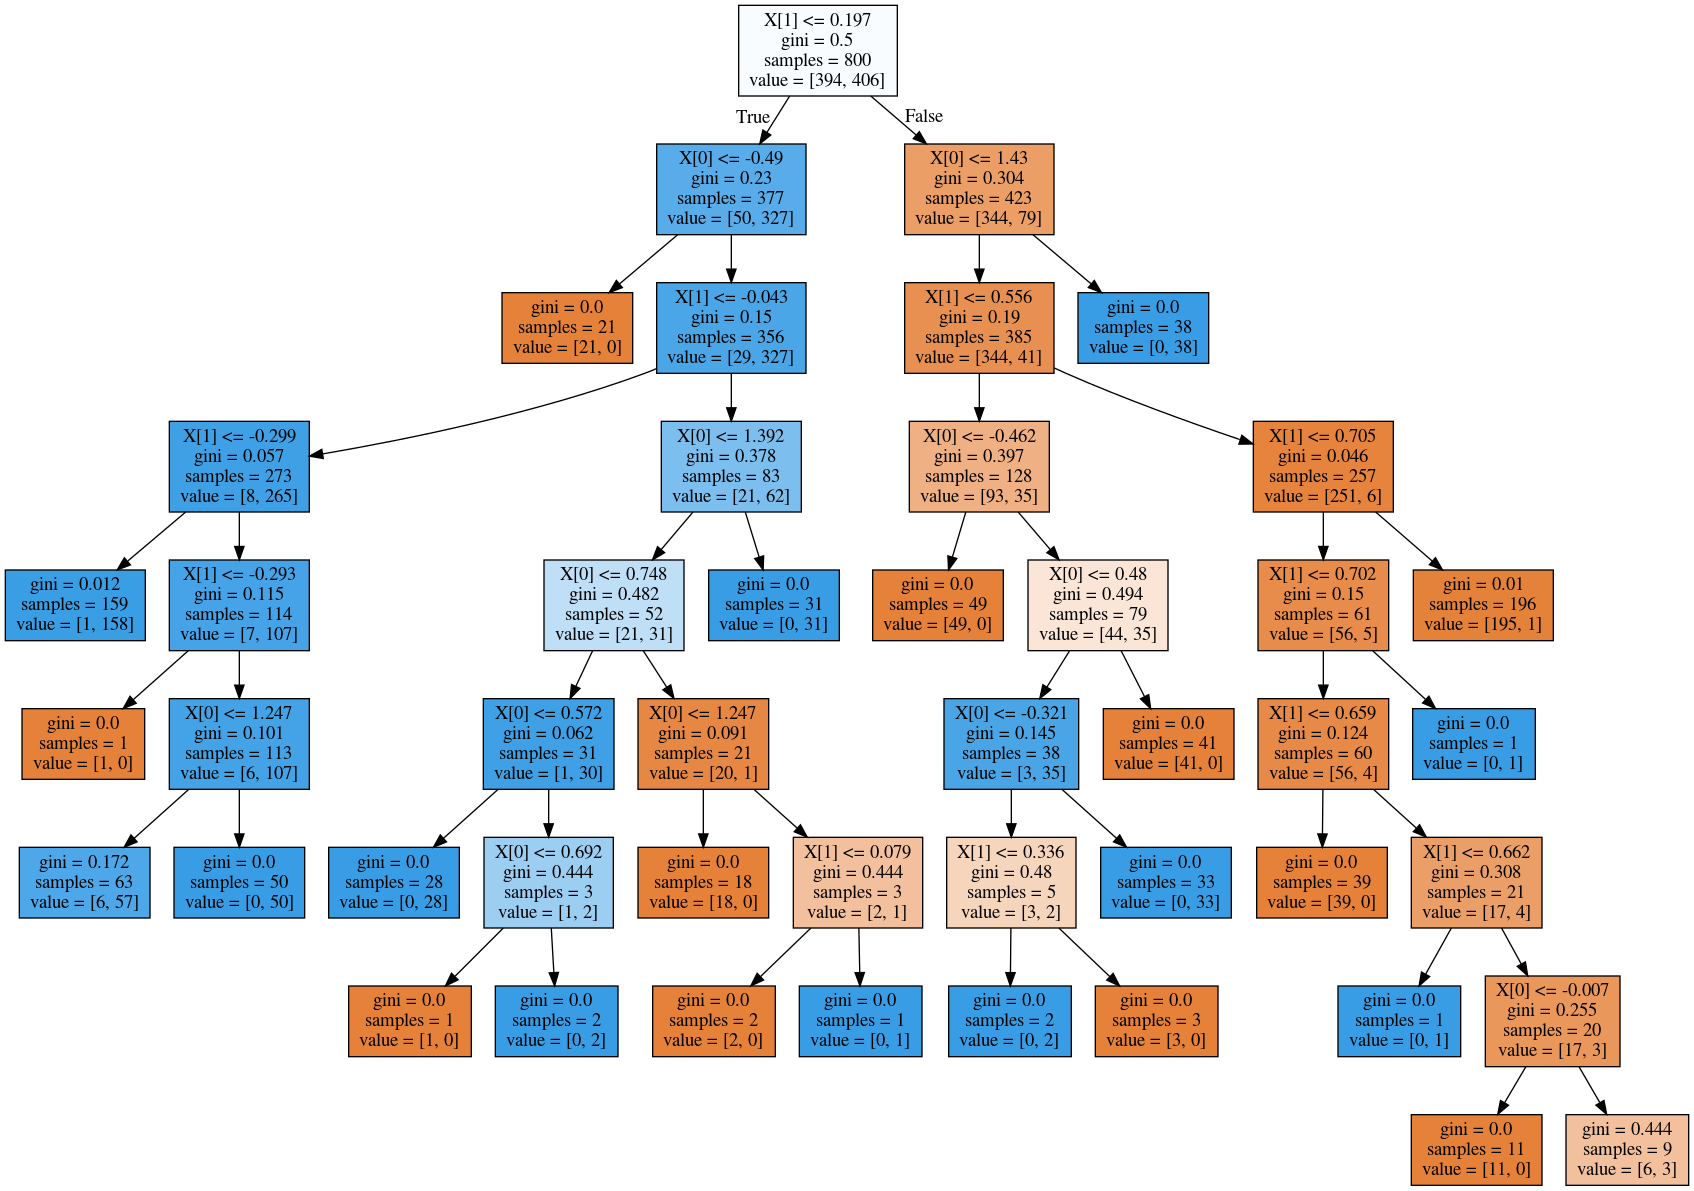 X[1] <= 0.197
gini = 0.5
samples = 800
value = [394, 406]
True
False
X[0] <= -0.49
gini = 0.23
samples = 377
value = [50, 327]
X[0] <= 1.43
gini = 0.304
samples = 423
value = [344, 79]
gini = 0.0
samples = 21
value = [21, 0]
X[1] <= -0.043
gini = 0.15
samples = 356
value = [29, 327]
X[1] <= 0.556
gini = 0.19
samples = 385
value = [344, 41]
gini = 0.0
samples = 38
value = [0, 38]
X[1] <= -0.299
gini = 0.057
samples = 273
value = [8, 265]
X[0] <= 1.392
gini = 0.378
samples = 83
value = [21, 62]
X[0] <= -0.462
gini = 0.397
samples = 128
value = [93, 35]
X[1] <= 0.705
gini = 0.046
samples = 257
value = [251, 6]
gini = 0.012
samples = 159
value = [1, 158]
X[1] <= -0.293
gini = 0.115
samples = 114
value = [7, 107]
X[0] <= 0.748
gini = 0.482
samples = 52
value = [21, 31]
gini = 0.0
samples = 31
value = [0, 31]
gini = 0.0
samples = 49
value = [49, 0]
X[0] <= 0.48
gini = 0.494
samples = 79
value = [44, 35]
X[1] <= 0.702
gini = 0.15
samples = 61
value = [56, 5]
gini = 0.01
samples = 196
value = [195, 1]
gini = 0.0
samples = 1
value = [1, 0]
X[0] <= 1.247
gini = 0.101
samples = 113
value = [6, 107]
X[0] <= 0.572
gini = 0.062
samples = 31
value = [1, 30]
X[0] <= 1.247
gini = 0.091
samples = 21
value = [20, 1]
X[0] <= -0.321
gini = 0.145
samples = 38
value = [3, 35]
gini = 0.0
samples = 41
value = [41, 0]
X[1] <= 0.659
gini = 0.124
samples = 60
value = [56, 4]
gini = 0.0
samples = 1
value = [0, 1]
gini = 0.172
samples = 63
value = [6, 57]
gini = 0.0
samples = 50
value = [0, 50]
gini = 0.0
samples = 28
value = [0, 28]
X[0] <= 0.692
gini = 0.444
samples = 3
value = [1, 2]
gini = 0.0
samples = 18
value = [18, 0]
X[1] <= 0.079
gini = 0.444
samples = 3
value = [2, 1]
X[1] <= 0.336
gini = 0.48
samples = 5
value = [3, 2]
gini = 0.0
samples = 33
value = [0, 33]
gini = 0.0
samples = 39
value = [39, 0]
X[1] <= 0.662
gini = 0.308
samples = 21
value = [17, 4]
gini = 0.0
samples = 1
value = [1, 0]
gini = 0.0
samples = 2
value = [0, 2]
gini = 0.0
samples = 2
value = [2, 0]
gini = 0.0
samples = 1
value = [0, 1]
gini = 0.0
samples = 2
value = [0, 2]
gini = 0.0
samples = 3
value = [3, 0]
gini = 0.0
samples = 1
value = [0, 1]
X[0] <= -0.007
gini = 0.255
samples = 20
value = [17, 3]
gini = 0.0
samples = 11
value = [11, 0]
gini = 0.444
samples = 9
value = [6, 3]